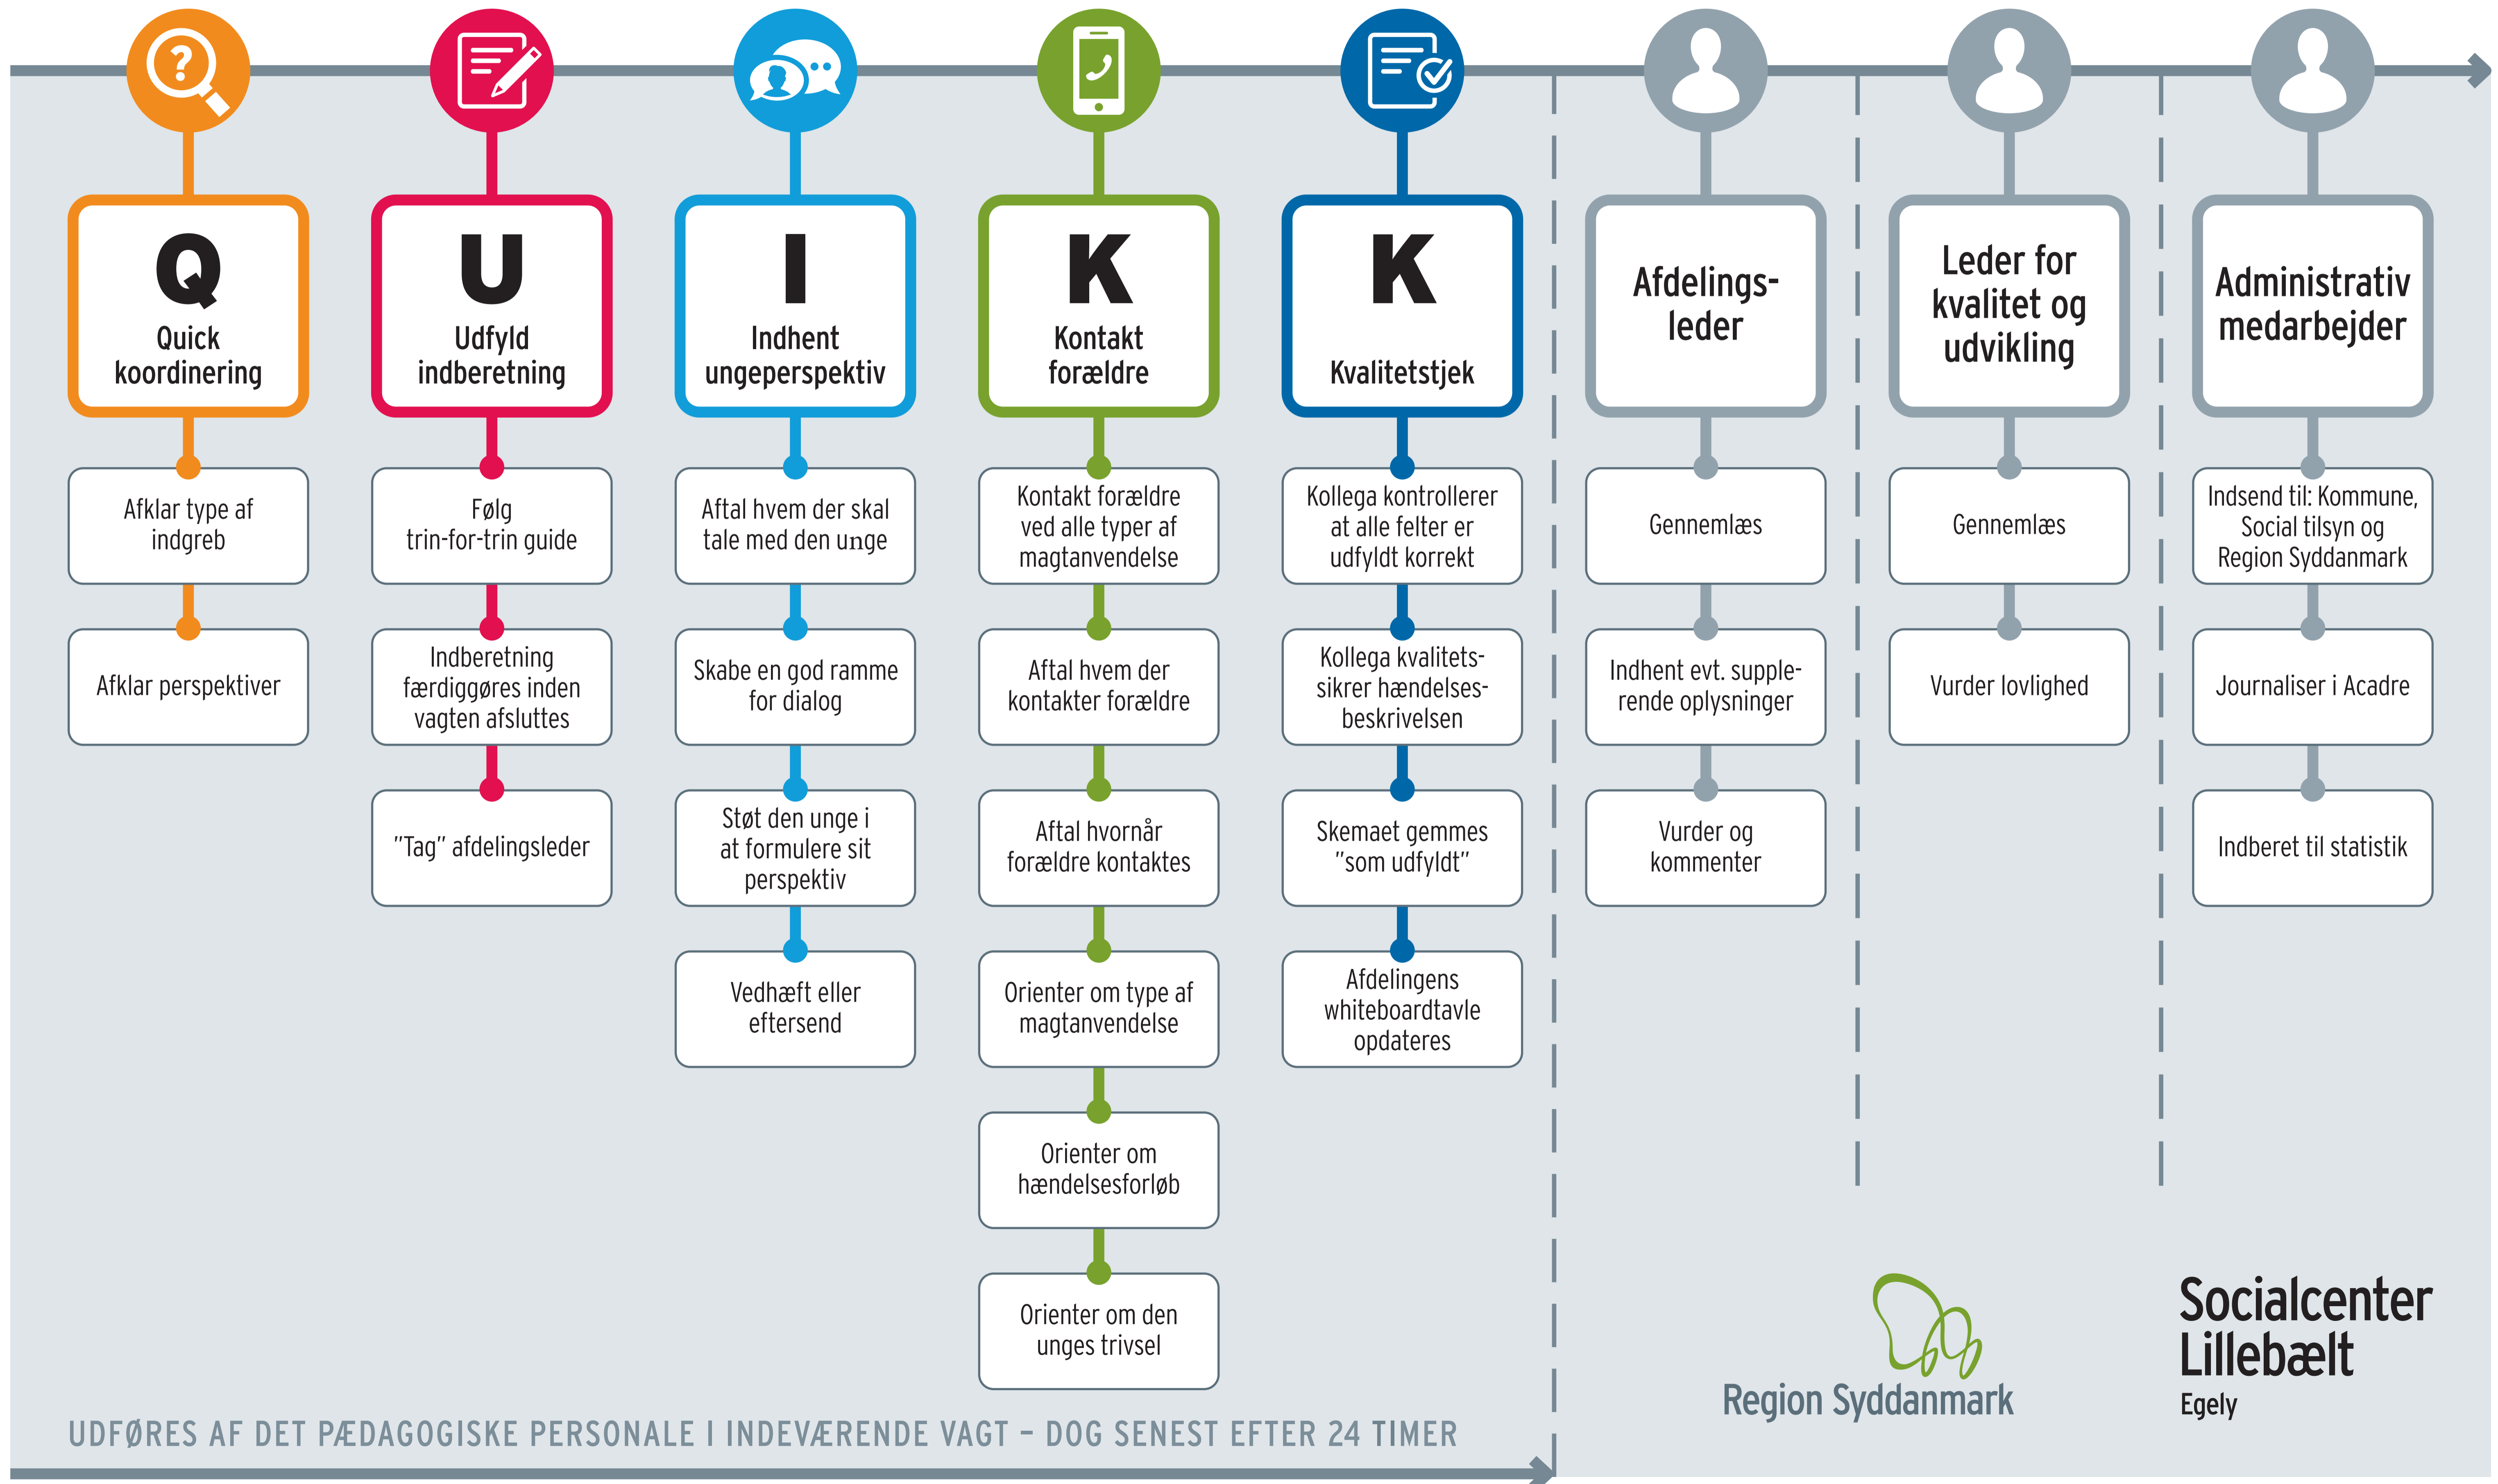 Q
Quick
koordinering
Afklar type af
indgreb
Afklar perspektiver
U
Udfyld
indberetning
Følg
trin-for-trin guide
Indberetning
færdiggøres inden
vagten afsluttes
”Tag” afdelingsleder
I
Indhent
ungeperspektiv
Aftal hvem der skal
tale med den unge
Skabe en god ramme
for dialog
Støt den unge i
at formulere sit
perspektiv
Vedhæft eller
eftersend
K
Kontakt
forældre
Kontakt forældre
ved alle typer af
magtanvendelse
Aftal hvem der
kontakter forældre
Aftal hvornår
forældre kontaktes
Orienter om type af
magtanvendelse
Orienter om
hændelsesforløb
Orienter om den
unges trivsel
K
Kvalitetstjek
Kollega kontrollerer
at alle felter er
udfyldt korrekt
Kollega kvalitets-
sikrer hændelses-
beskrivelsen
Skemaet gemmes
”som udfyldt”
Afdelingens
whiteboardtavle
opdateres
Afdelings-
leder
Gennemlæs
Indhent evt. supple-
rende oplysninger
Vurder og
kommenter
Leder for
kvalitet og
udvikling
Gennemlæs
Vurder lovlighed
Administrativ
medarbejder
Indsend til: Kommune,
Social tilsyn og
Region Syddanmark
Journaliser i Acadre
Indberet til statistik
UDFØRES AF DET PÆDAGOGISKE PERSONALE I INDEVÆRENDE VAGT – DOG SENEST EFTER 24 TIMER
Region Syddanmark
Socialcenter
Lillebælt
Egely